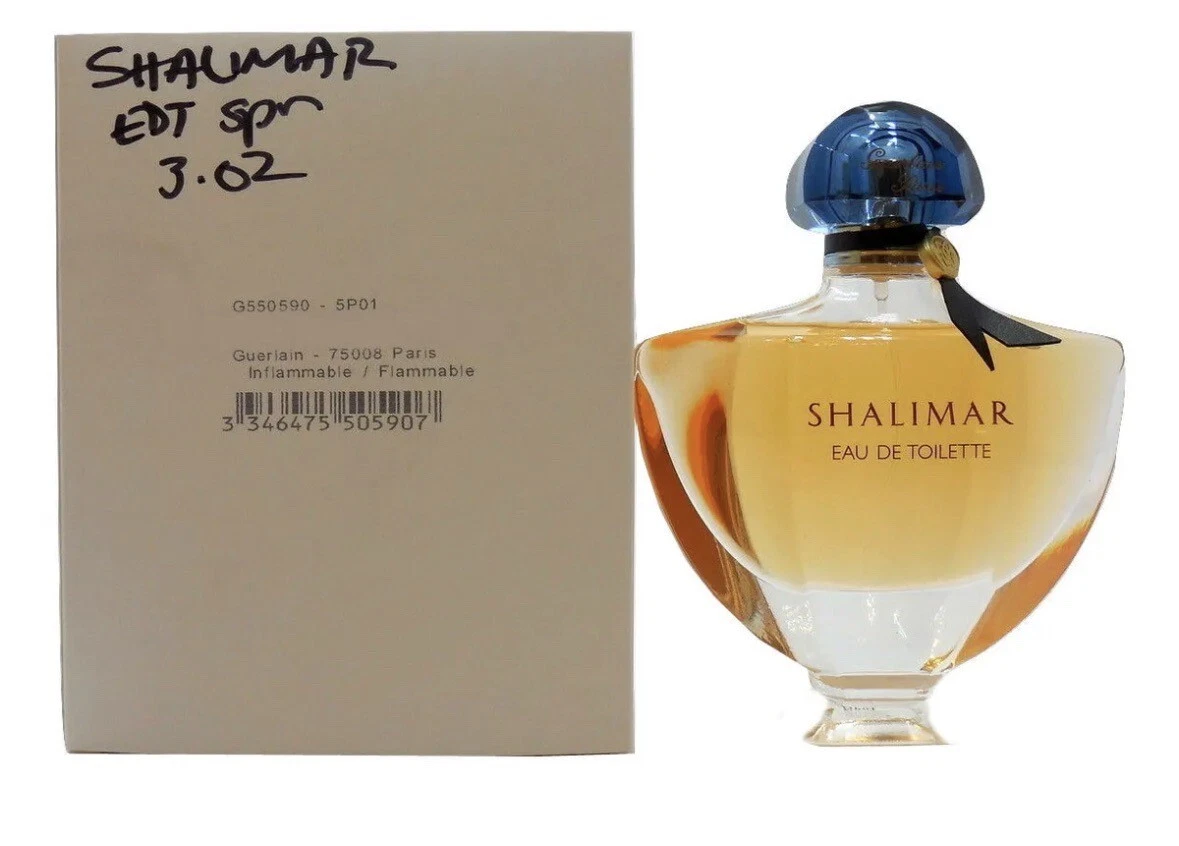 SHALIMAR
EDT spr
3.0Z
G550590 - 5P01
Guerlain - 75008 Paris
Inflammable / Flammable
3 346475 505907
SHALIMAR
EAU DE TOILETTE